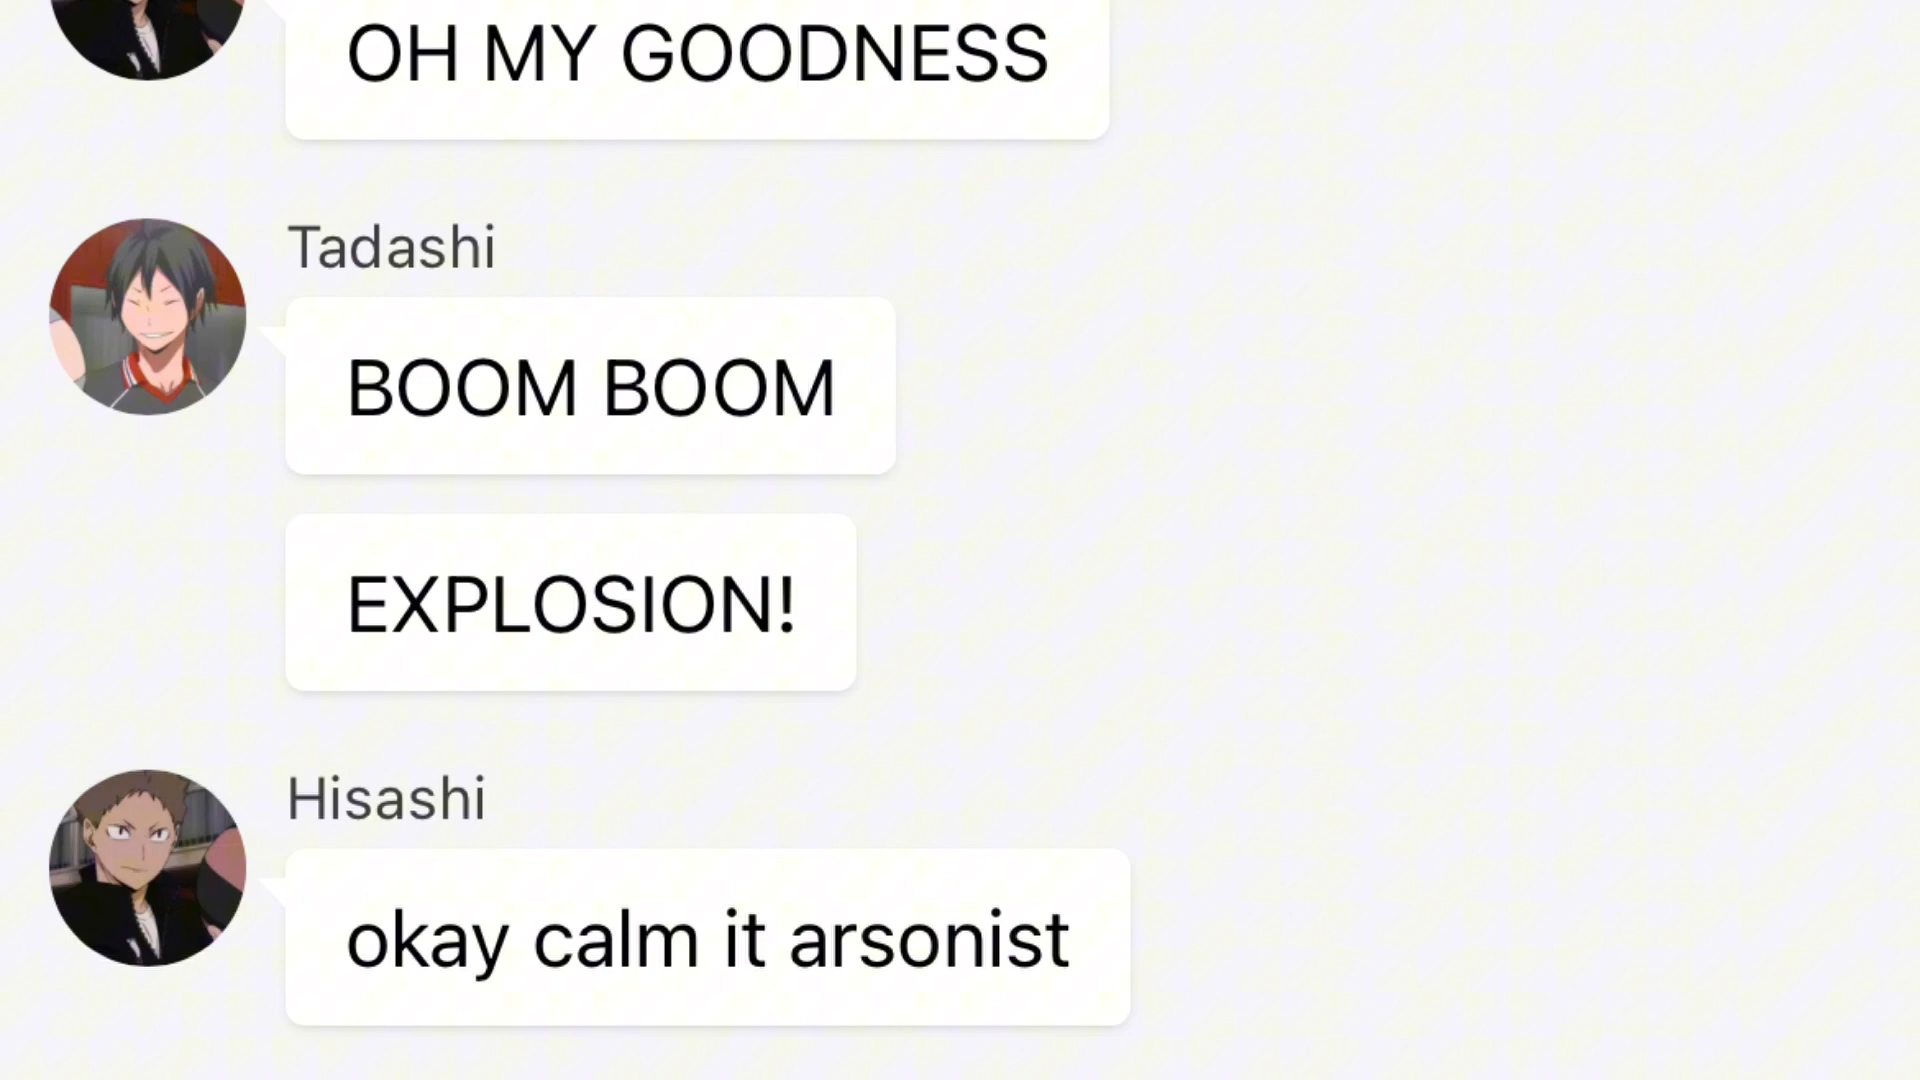 OH MY GOODNESS
Tadashi
BOOM BOOM
EXPLOSION!
Hisashi
okay calm it arsonist